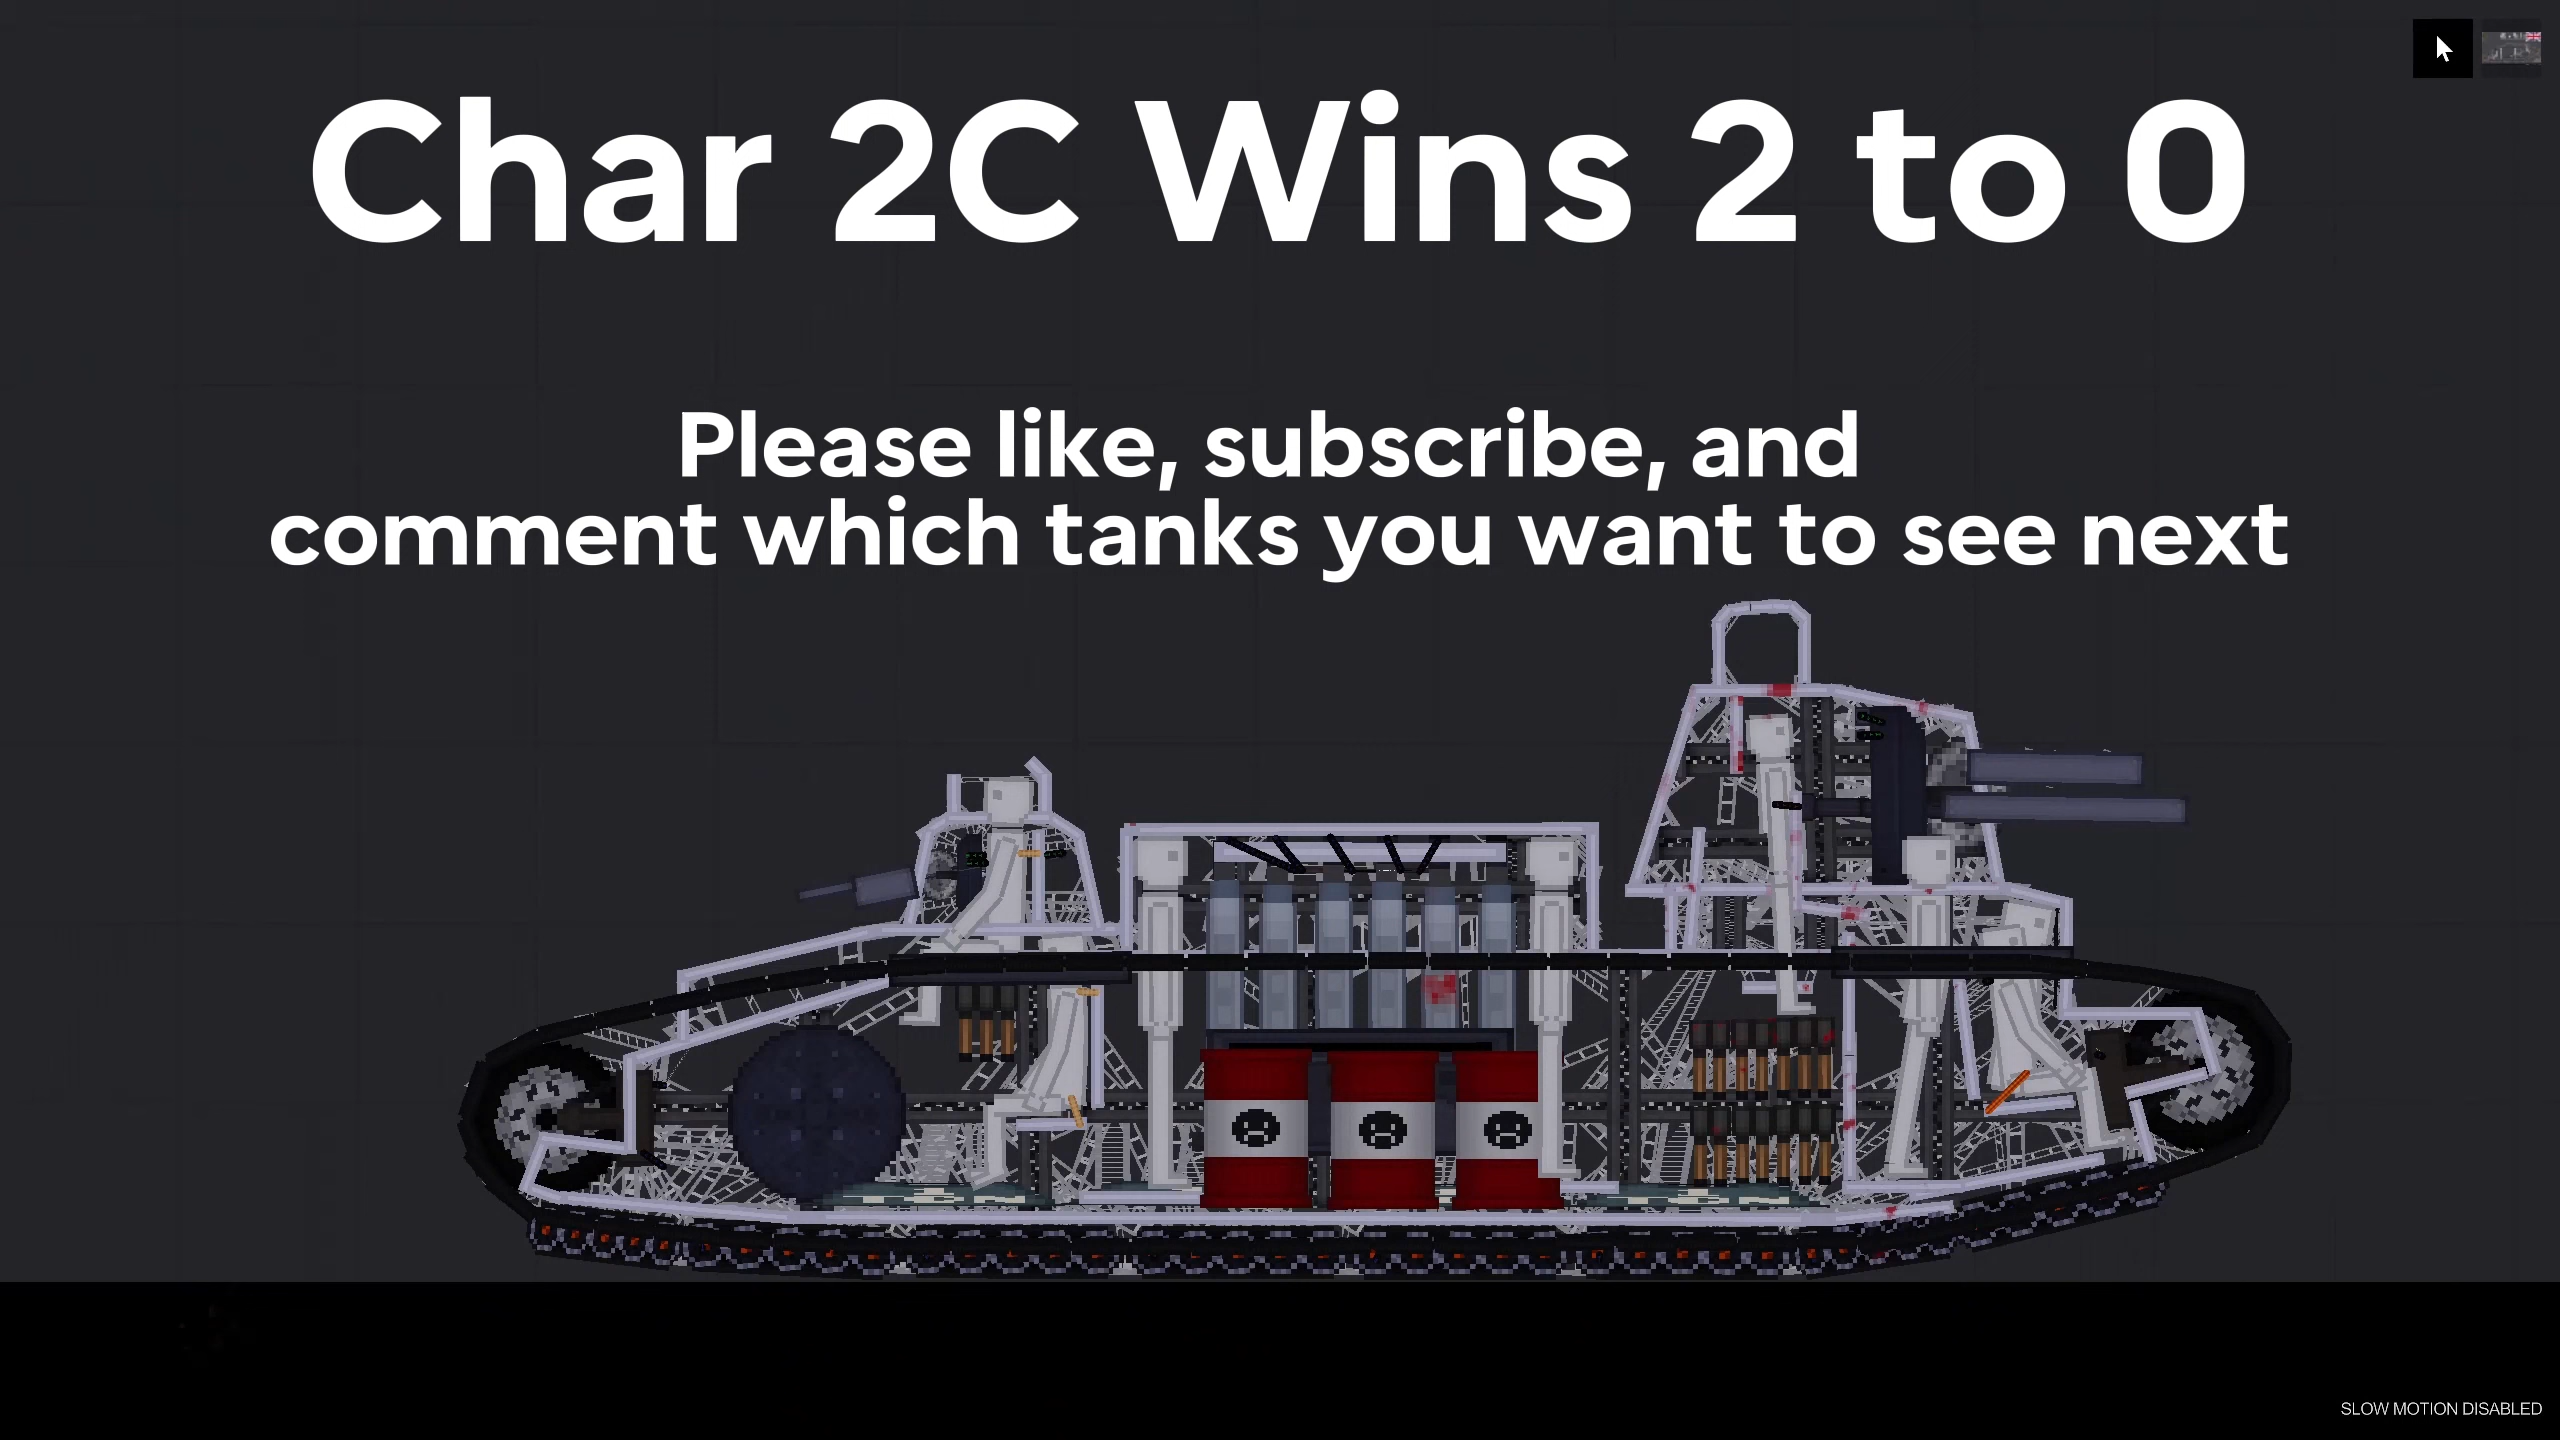 Char 2C Wins 2 to 0
Please like, subscribe, and
comment which tanks you want to see next
SLOW MOTION DISABLED